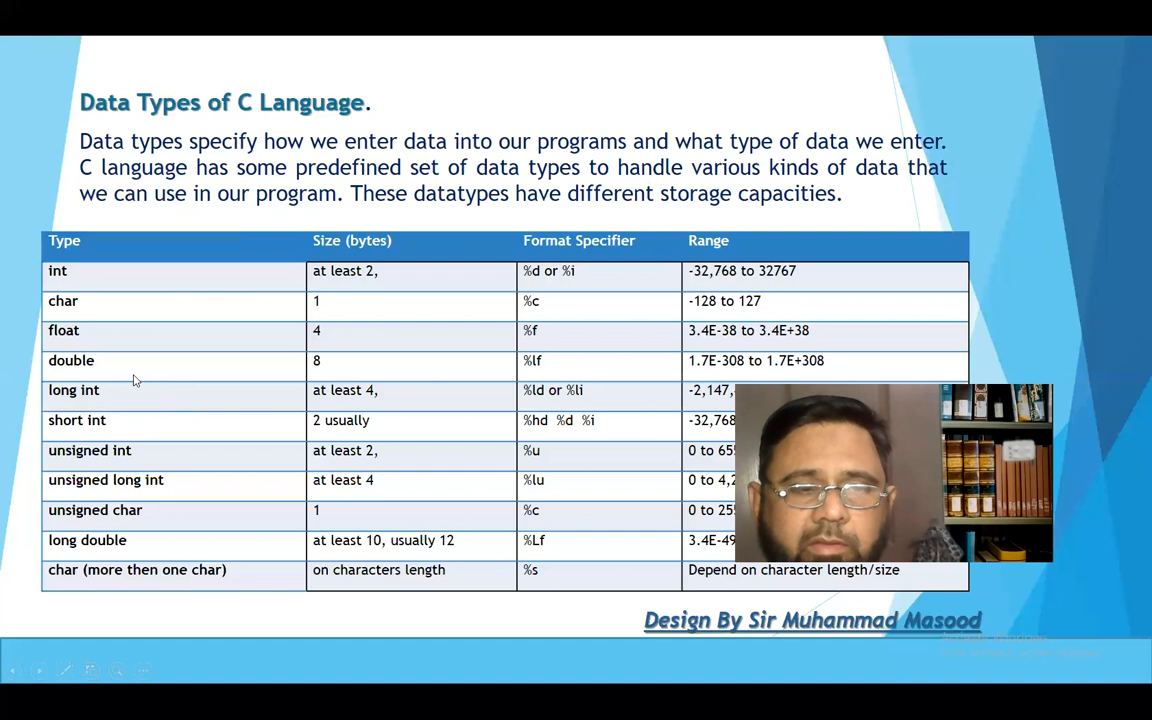 Data Types of C Language.
Data types specify how we enter data into our programs and what type of data we enter.
C language has some predefined set of data types to handle various kinds of data that
we can use in our program. These datatypes have different storage capacities.
Type Size (bytes) Format Specifier Range
int at least 2, %d or %i -32,768 to 32767
char 1 %c -128 to 127
float 4 %f 3.4E-38 to 3.4E+38
double 8 %lf 1.7E-308 to 1.7E+308
long int at least 4, %ld or %li -2,147,
short int 2 usually %hd %d %i -32,768
unsigned int at least 2, %u 0 to 65
unsigned long int at least 4 %lu 0 to 4,2
unsigned char 1 %c 0 to 255
long double at least 10, usually 12 %Lf 3.4E-49
char (more then one char) on characters length %s Depend on character length/size
Design By Sir Muhammad Masood